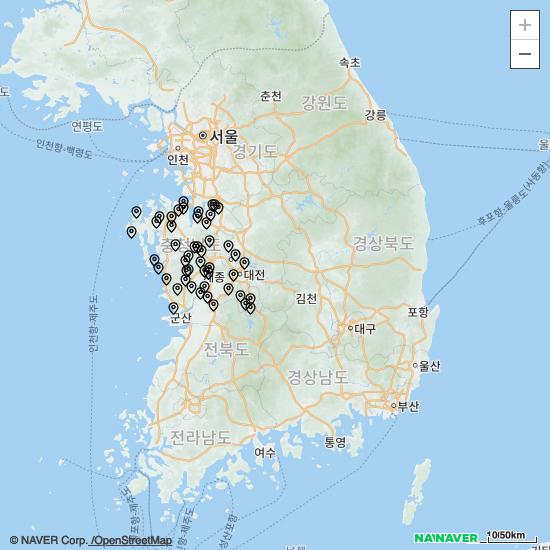 +
−
속초
춘천
강원도
강릉
연평도
서울
인천
경기도
인천항-백령도
울
후포항-울릉도(사동항)
경상북도
세종
대전
인천항-제주도
김천
포항
군산
대구
전북도
울산
경상남도
부산
전라남도
통영
여수
© NAVER Corp. /OpenStreetMap
NAVER
10/50km